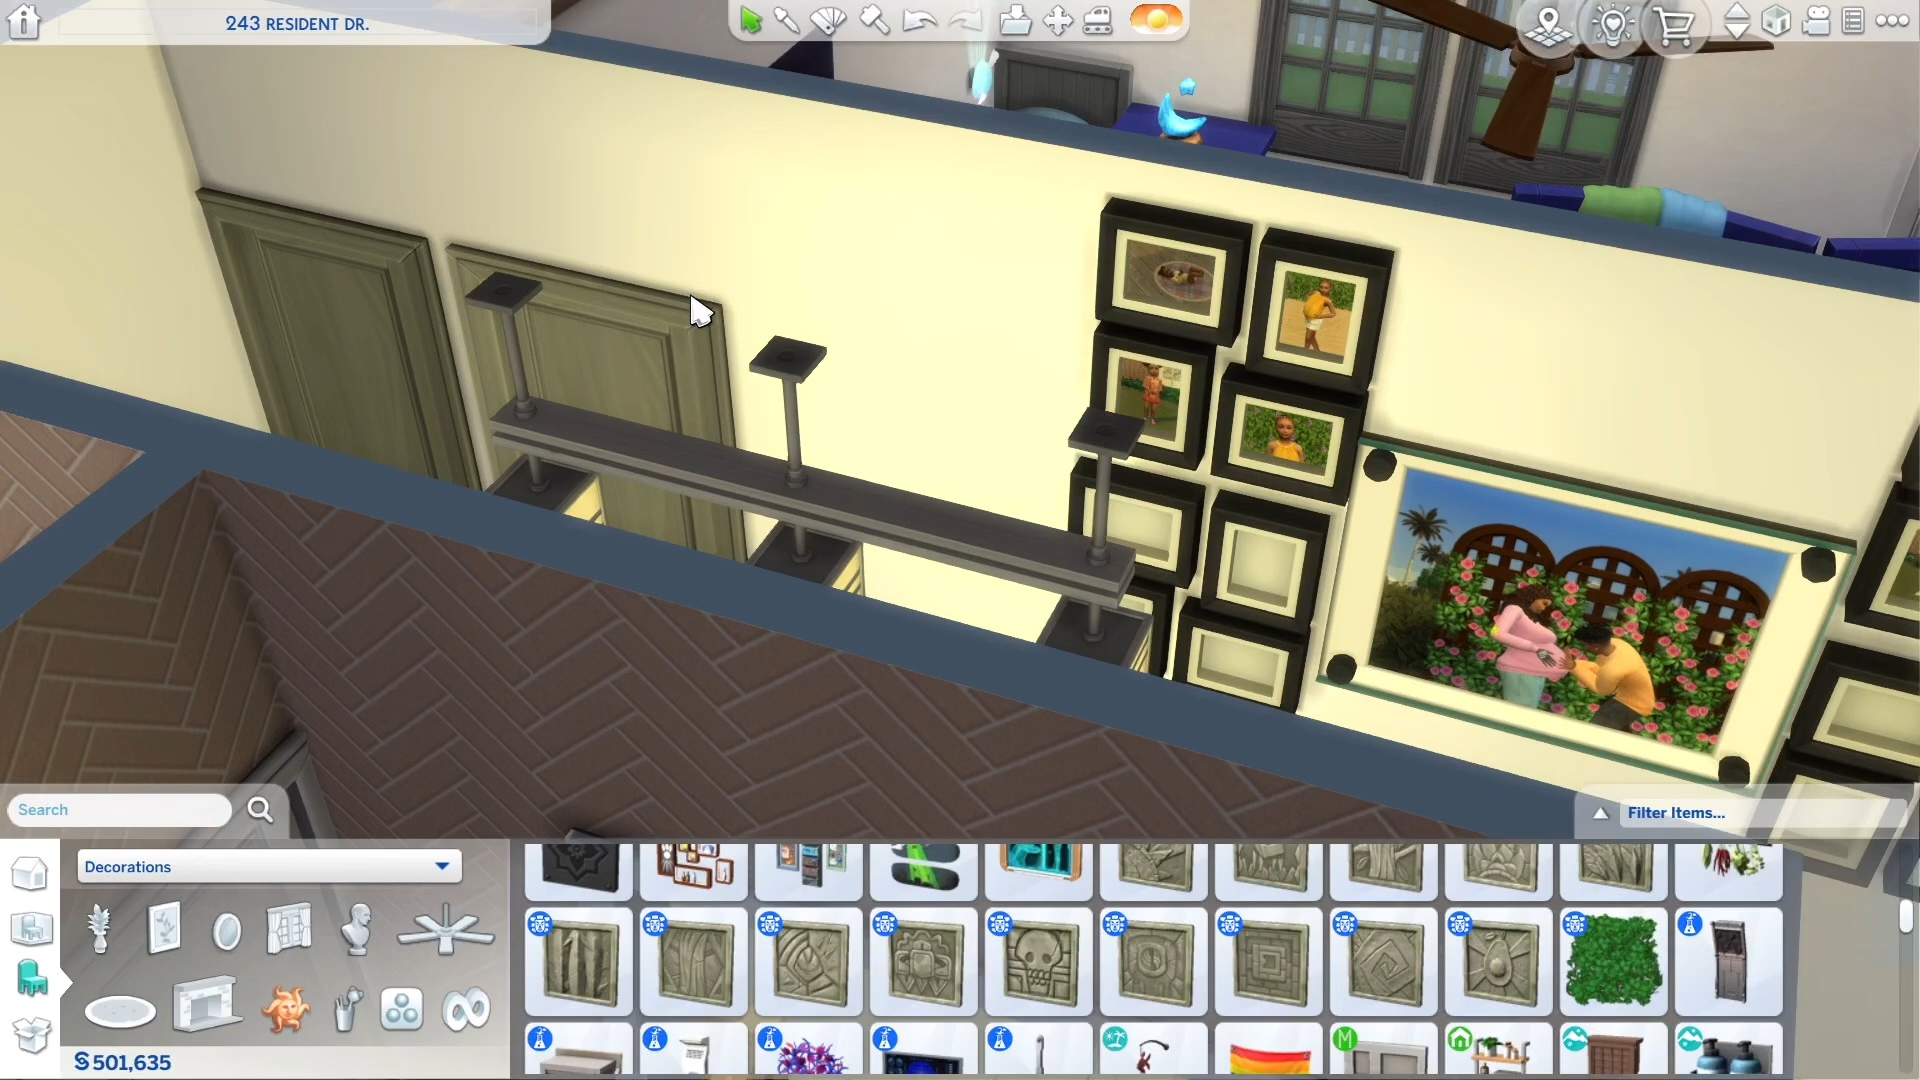 243 RESIDENT DR.
Search
Filter Items...
Decorations
§501,635